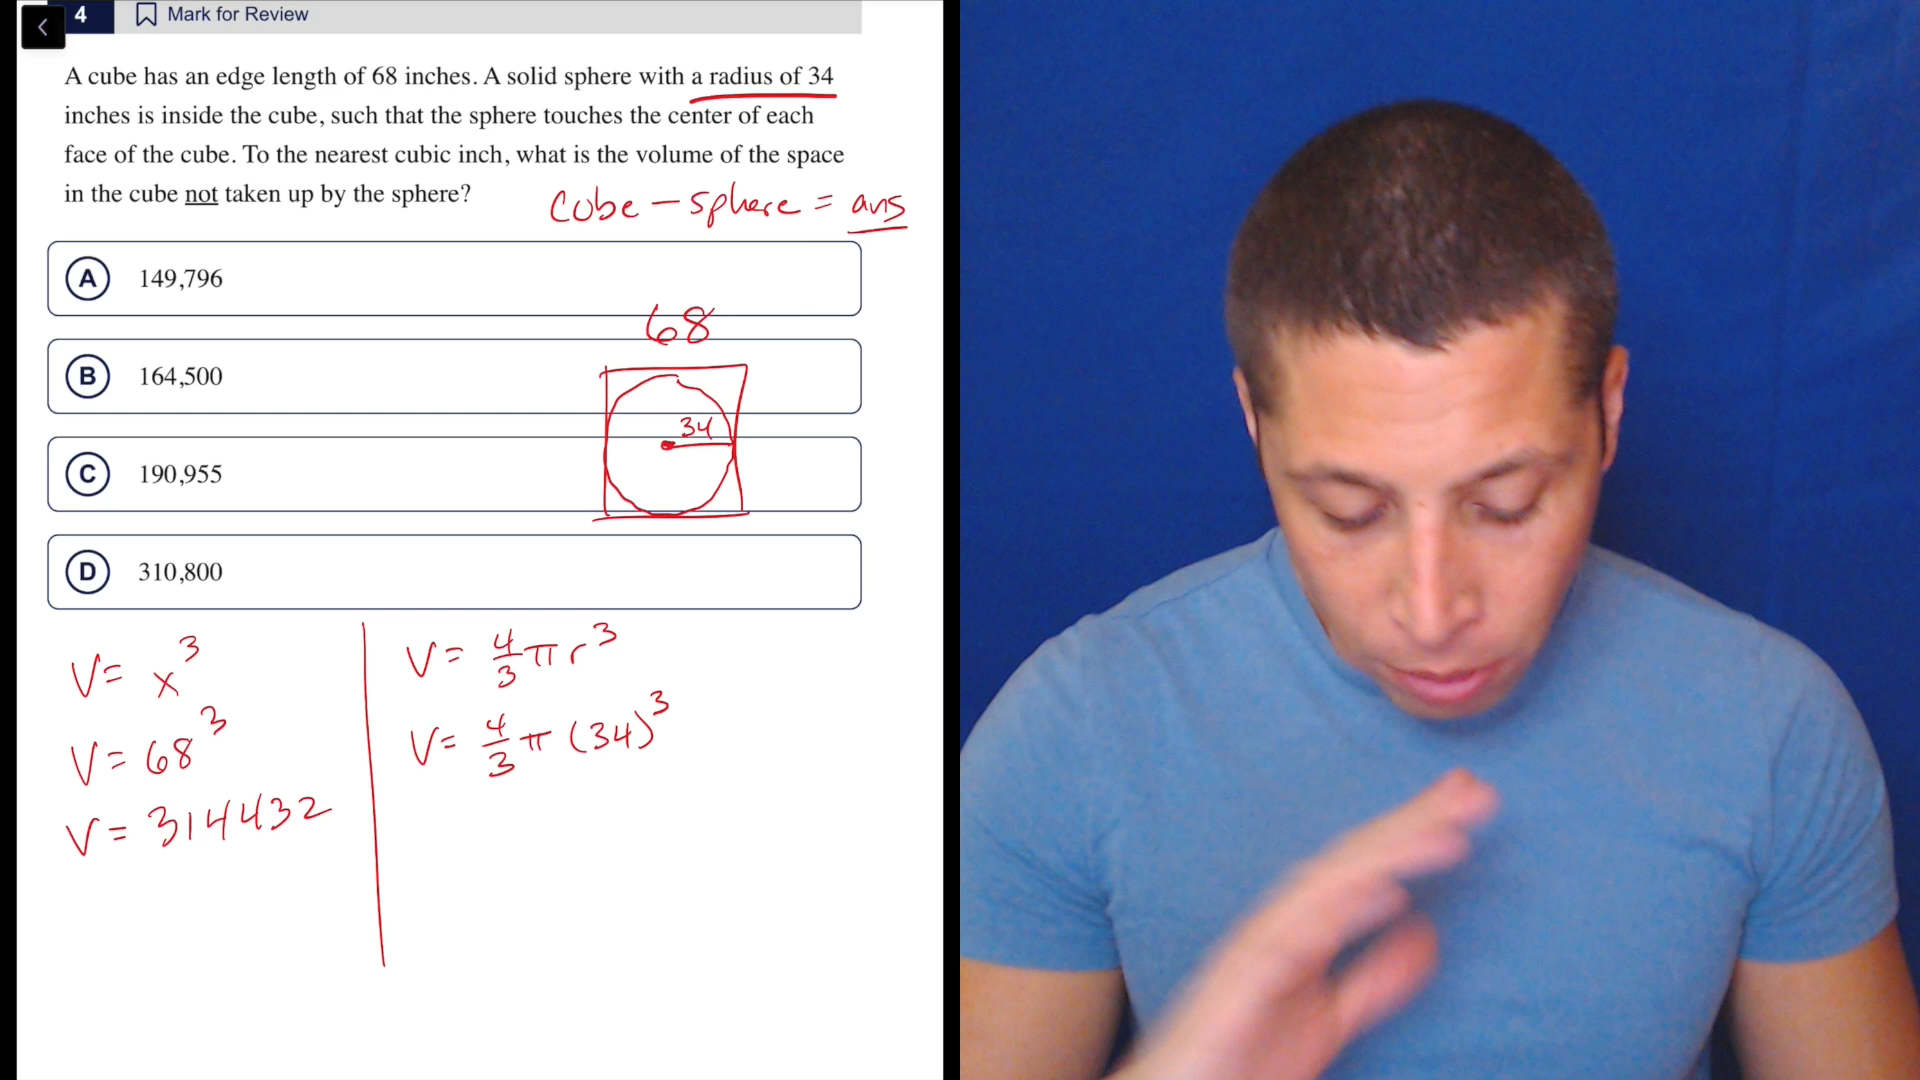 4 Mark for Review
A cube has an edge length of 68 inches. A solid sphere with a radius of 34
inches is inside the cube, such that the sphere touches the center of each
face of the cube. To the nearest cubic inch, what is the volume of the space
in the cube not taken up by the sphere?
cube - sphere = ans
A 149,796
68
B 164,500
34
C 190,955
D 310,800
V = x³
V = 68³
V = 314432
V = 4/3 π r³
V = 4/3 π (34)³